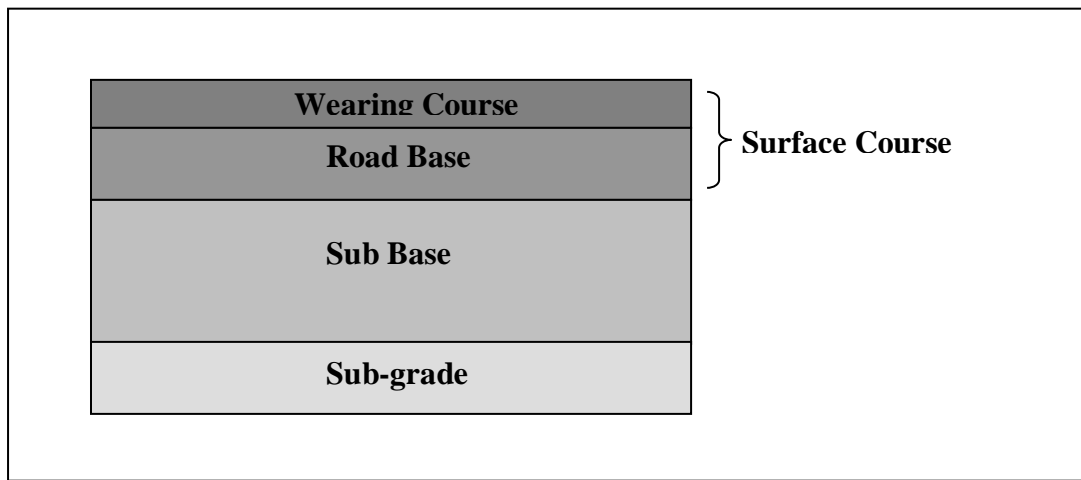 Wearing Course
Road Base
Surface Course
Sub Base
Sub-grade